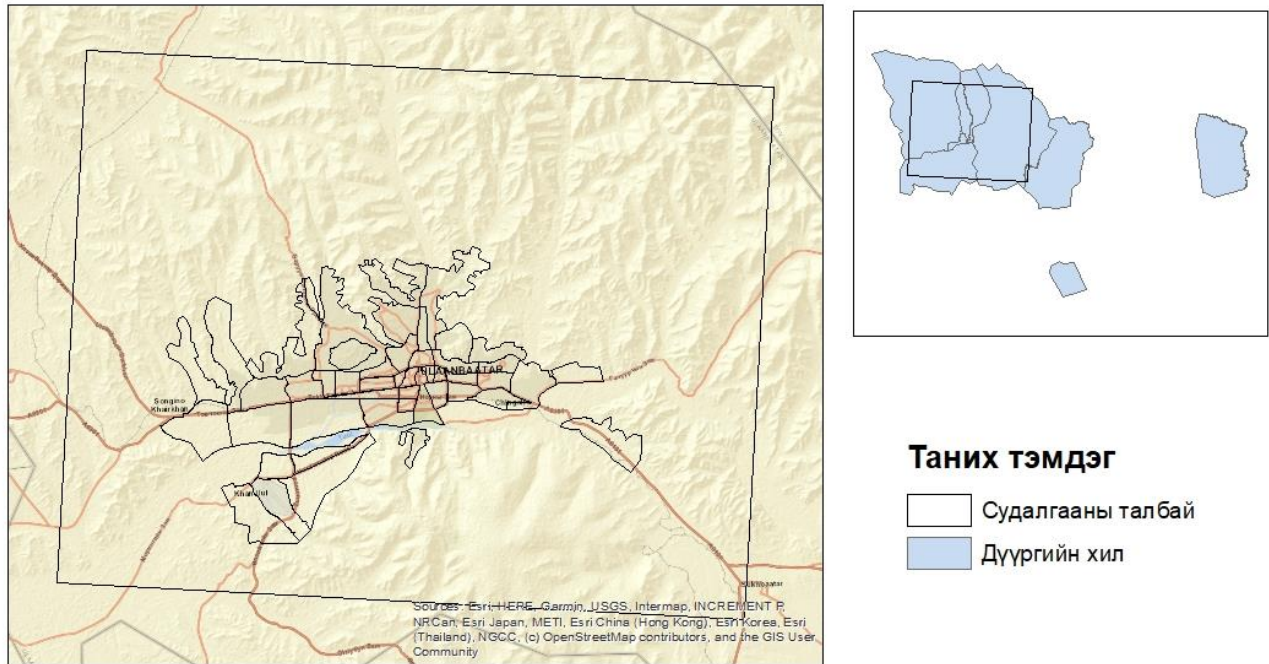 ULAANBAATAR
Songino
Khairkhan
Khan-Uul
Sources: Esri, HERE, Garmin, USGS, Intermap, INCREMENT P,
NRCan, Esri Japan, METI, Esri China (Hong Kong), Esri Korea, Esri
(Thailand), NGCC, (c) OpenStreetMap contributors, and the GIS User
Community
Таних тэмдэг
Судалгааны талбай
Дүүргийн хил